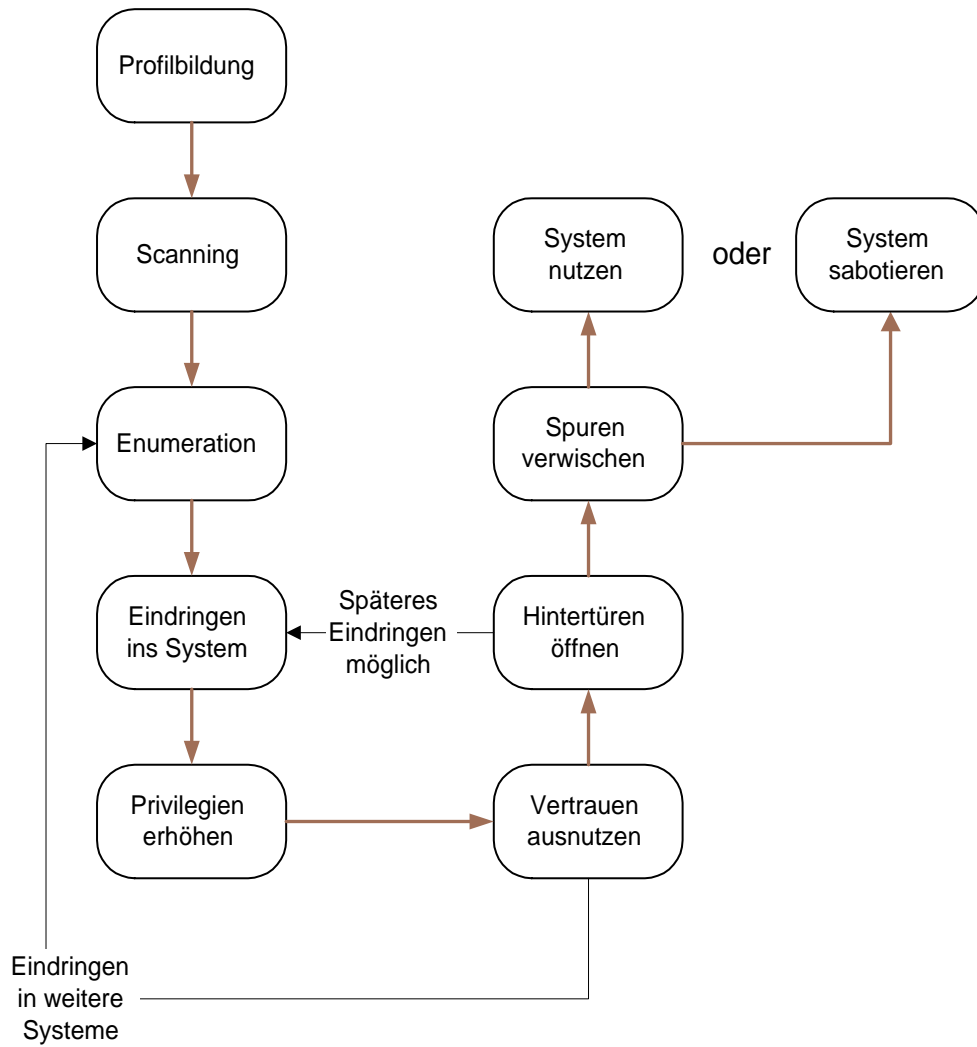 Profilbildung
Scanning
System
nutzen
oder
System
sabotieren
Enumeration
Spuren
verwischen
Eindringen
ins System
Späteres
Eindringen
möglich
Hintertüren
öffnen
Privilegien
erhöhen
Vertrauen
ausnutzen
Eindringen
in weitere
Systeme